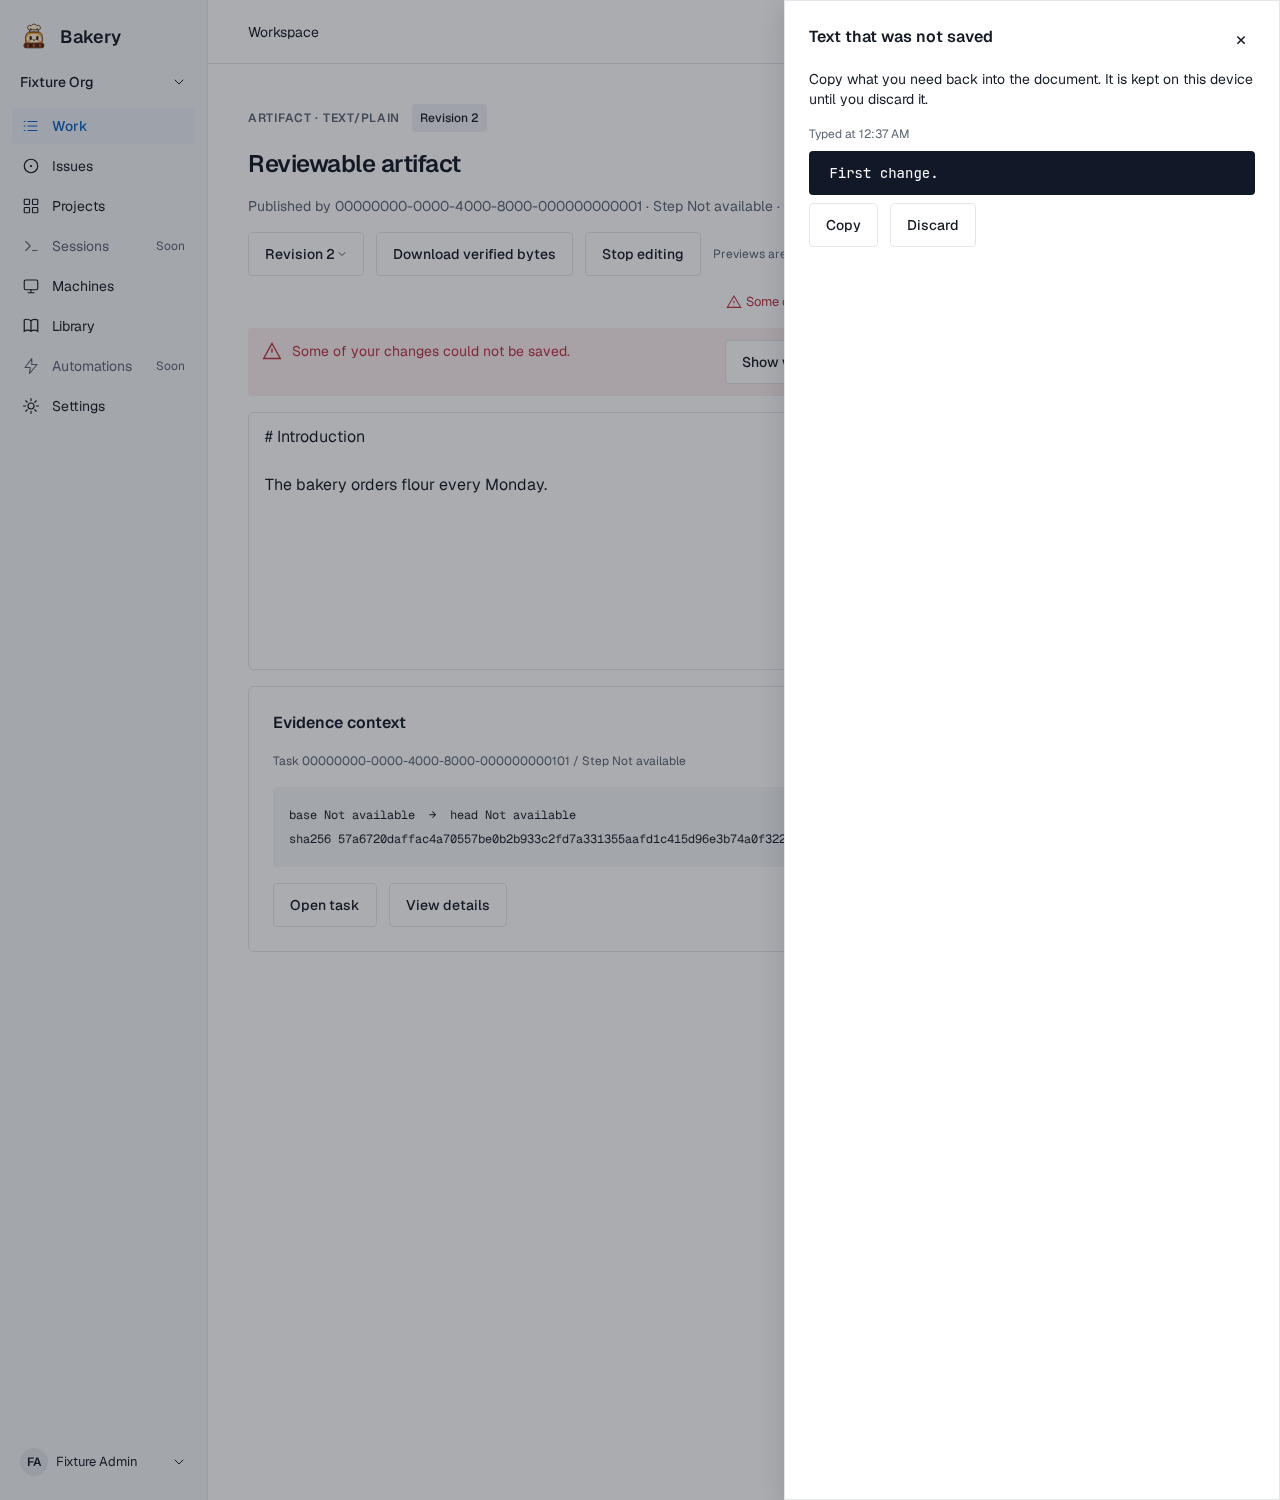 Bakery
Fixture Org
Work
Issues
Projects
Sessions Soon
Machines
Library
Automations Soon
Settings
FA Fixture Admin
Workspace
ARTIFACT · TEXT/PLAIN Revision 2
Reviewable artifact
Published by 00000000-0000-4000-8000-000000000001 · Step Not available ·
Revision 2 Download verified bytes Stop editing Previews are
Some
Some of your changes could not be saved.
Show
# Introduction
The bakery orders flour every Monday.
Evidence context
Task 00000000-0000-4000-8000-000000000101 / Step Not available
base Not available → head Not available
sha256 57a6720daffac4a70557be0b2b933c2fd7a331355aafd1c415d96e3b74a0f322
Open task View details
Text that was not saved
Copy what you need back into the document. It is kept on this device
until you discard it.
Typed at 12:37 AM
First change.
Copy Discard